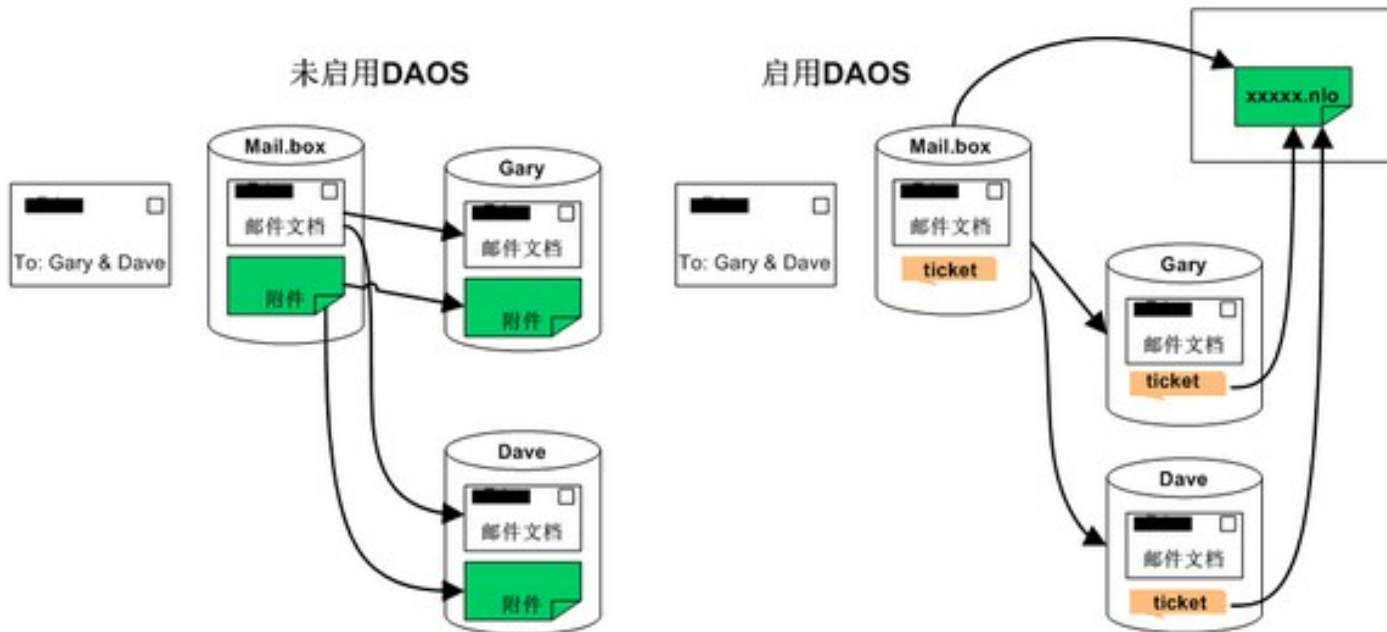 未启用DAOS
Mail.box
邮件文档
附件
To: Gary & Dave
Gary
邮件文档
附件
Dave
邮件文档
附件
启用DAOS
xxxxx.nlo
Mail.box
邮件文档
ticket
To: Gary & Dave
Gary
邮件文档
ticket
Dave
邮件文档
ticket